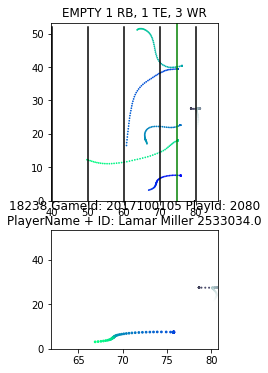 EMPTY 1 RB, 1 TE, 3 WR
50
40
30
20
10
0
40 50 60 70 80
18238 GameId: 2017100105 PlayId: 2080
PlayerName + ID: Lamar Miller 2533034.0
40
20
0
65 70 75 80